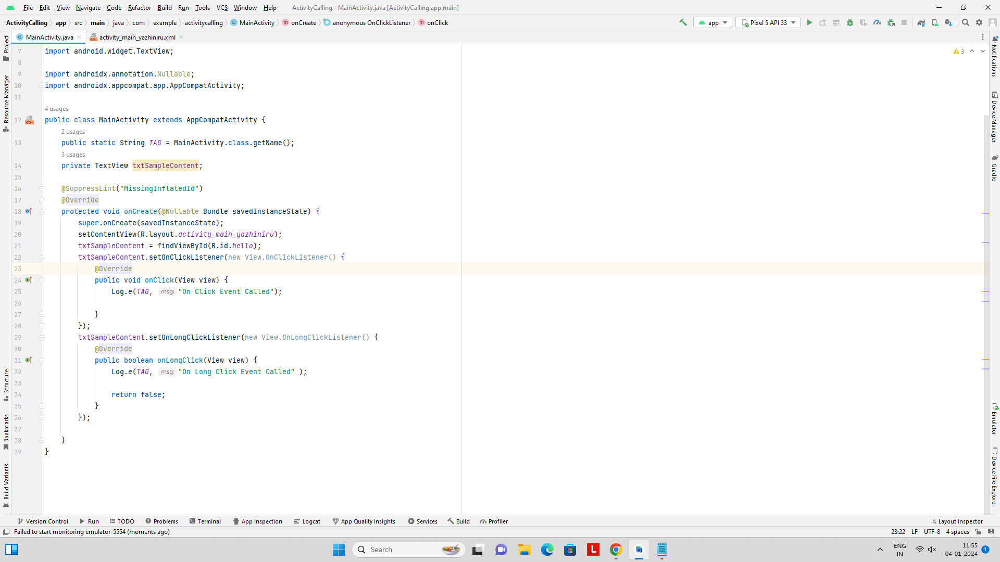 File Edit View Navigate Code Refactor Build Run Tools VCS Window Help ActivityCalling - MainActivity.java [ActivityCalling.app.main]
ActivityCalling app src main java com example activitycalling MainActivity onCreate anonymous OnClickListener onClick app Pixel 5 API 33
MainActivity.java activity_main_yazhiniru.xml
7 import android.widget.TextView; 3
8
9 import androidx.annotation.Nullable;
10 import androidx.appcompat.app.AppCompatActivity;
11
4 usages
12 public class MainActivity extends AppCompatActivity {
2 usages
13 public static String TAG = MainActivity.class.getName();
3 usages
14 private TextView txtSampleContent;
15
16 @SuppressLint("MissingInflatedId")
17 @Override
18 protected void onCreate(@Nullable Bundle savedInstanceState) {
19 super.onCreate(savedInstanceState);
20 setContentView(R.layout.activity_main_yazhiniru);
21 txtSampleContent = findViewById(R.id.hello);
22 txtSampleContent.setOnClickListener(new View.OnClickListener() {
23 @Override
24 public void onClick(View view) {
25 Log.e(TAG, msg: "On Click Event Called");
26
27 }
28 });
29 txtSampleContent.setOnLongClickListener(new View.OnLongClickListener() {
30 @Override
31 public boolean onLongClick(View view) {
32 Log.e(TAG, msg: "On Long Click Event Called" );
33
34 return false;
35 }
36 });
37
38 }
39 }
Project
Resource Manager
Structure
Bookmarks
Build Variants
Notifications
Device Manager
Gradle
Emulator
Device File Explorer
Version Control Run TODO Problems Terminal App Inspection Logcat App Quality Insights Services Build Profiler Layout Inspector
Failed to start monitoring emulator-5554 (moments ago) 23:22 LF UTF-8 4 spaces
Search L AI ENG 11:55
IN 04-01-2024 1